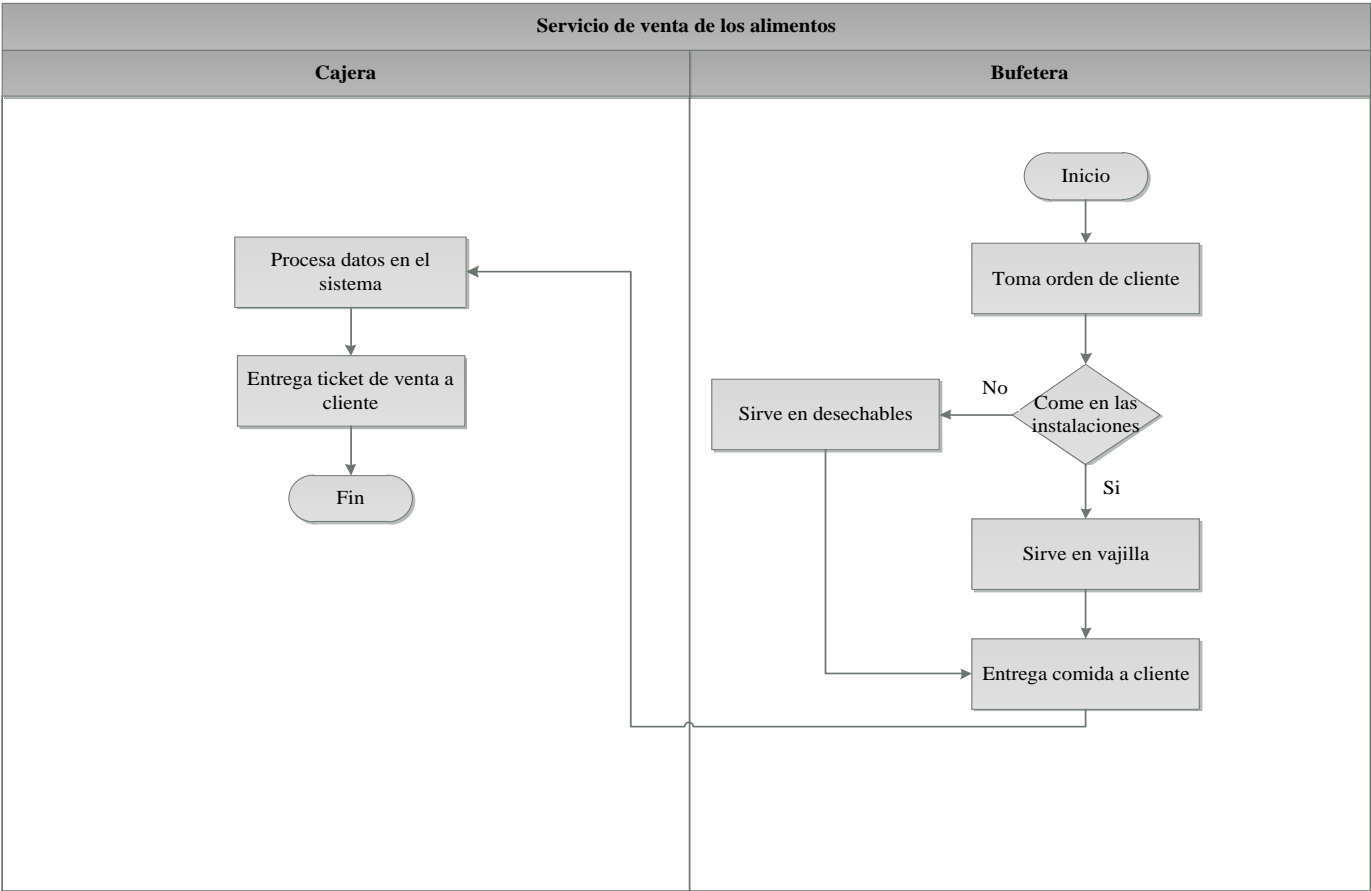 Servicio de venta de los alimentos
Cajera
Bufetera
Inicio
Toma orden de cliente
Come en las
instalaciones
No
Sirve en desechables
Si
Sirve en vajilla
Entrega comida a cliente
Procesa datos en el
sistema
Entrega ticket de venta a
cliente
Fin